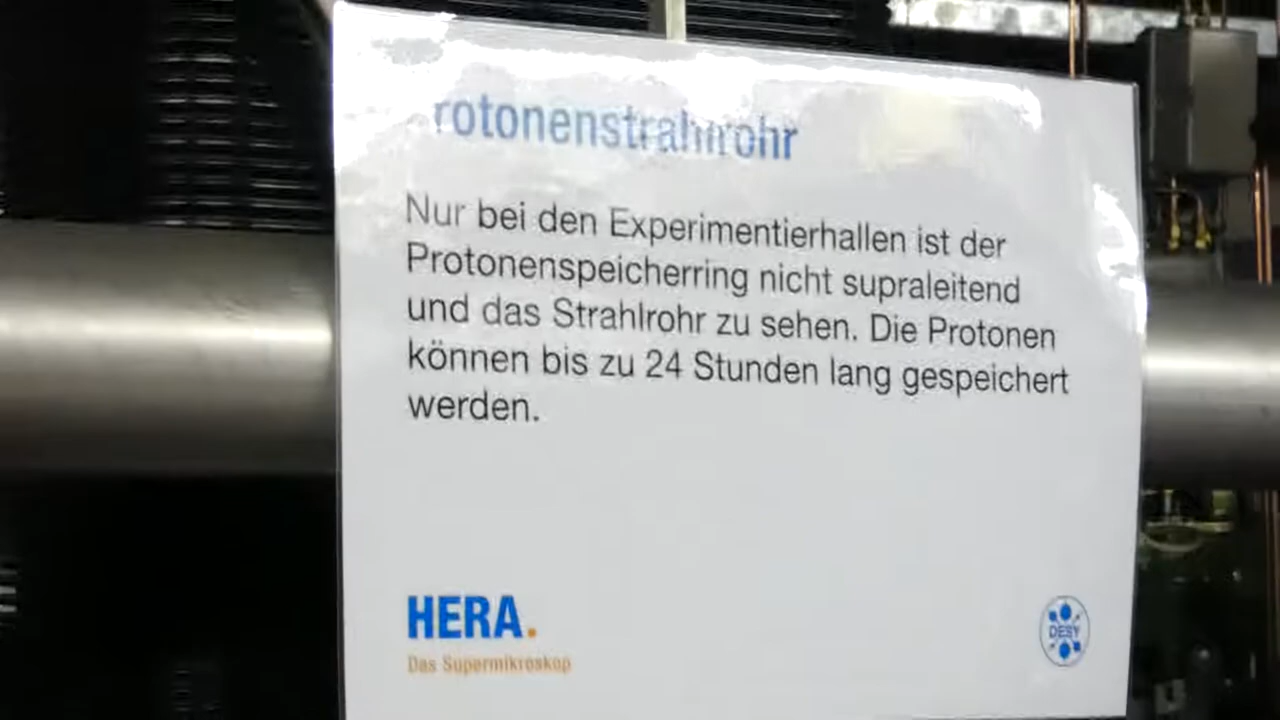 rotonenstrahlrohr
Nur bei den Experimentierhallen ist der
Protonenspeicherring nicht supraleitend
und das Strahlrohr zu sehen. Die Protonen
können bis zu 24 Stunden lang gespeichert
werden.
HERA.
Das Supermikroskop
DESY